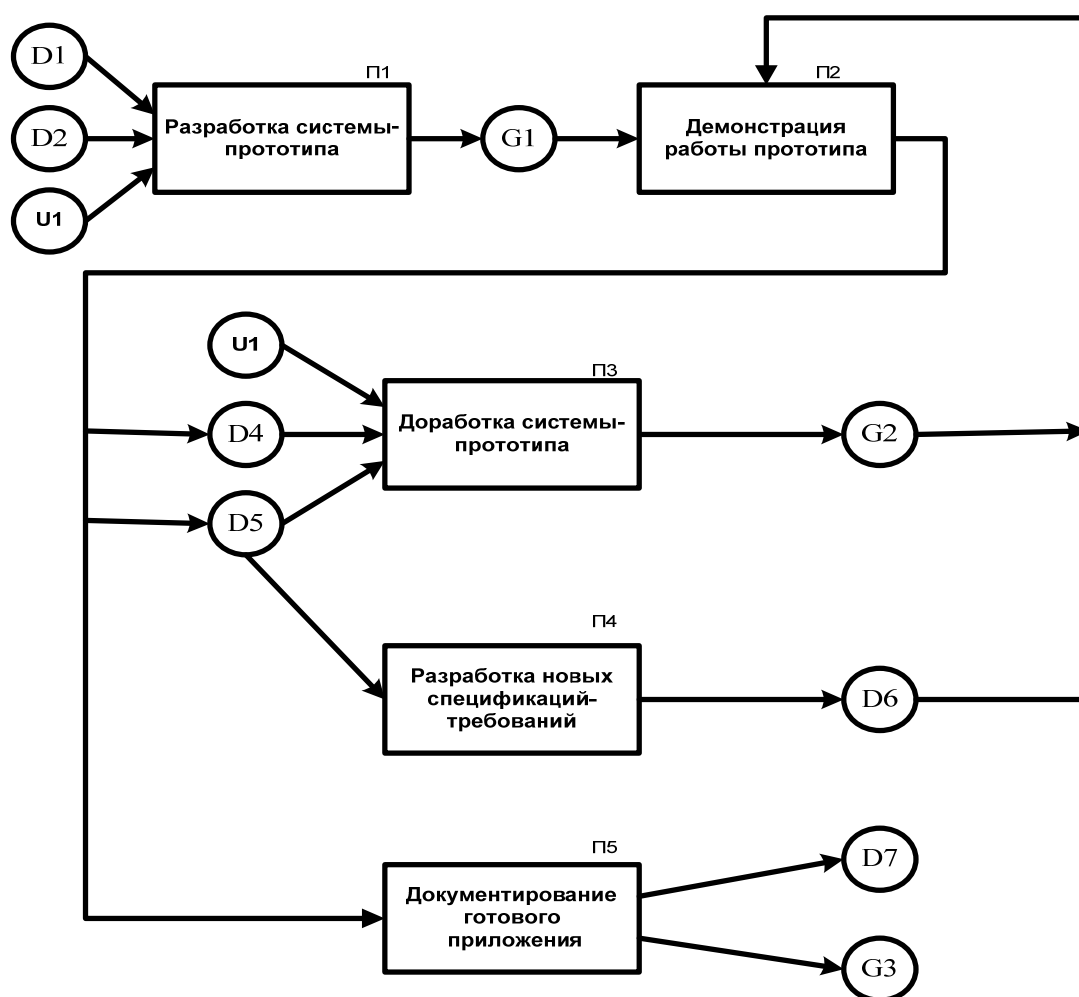 D1
П1
П2
Разработка системы-
прототипа
D2
G1
Демонстрация
работы прототипа
U1
U1
П3
D4
Доработка системы-
прототипа
G2
D5
П4
Разработка новых
спецификаций-
требований
D6
П5
D7
Документирование
готового
приложения
G3